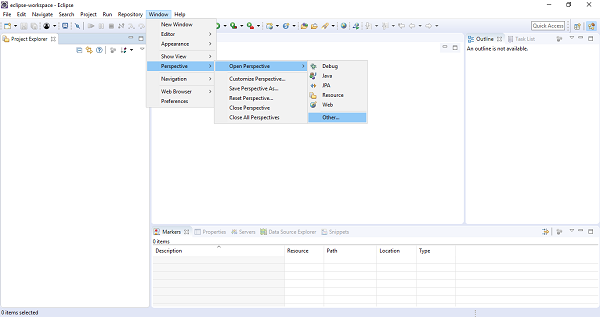 eclipse-workspace - Eclipse
File Edit Navigate Search Project Run Repository Window Help
Quick Access
Project Explorer
New Window
Editor
Appearance
Show View
Perspective
Navigation
Web Browser
Preferences
Open Perspective
Customize Perspective...
Save Perspective As...
Reset Perspective...
Close Perspective
Close All Perspectives
Debug
Java
JPA
Resource
Web
Other...
Outline Task List
An outline is not available.
Markers Properties Servers Data Source Explorer Snippets
0 items
Description Resource Path Location Type
0 items selected